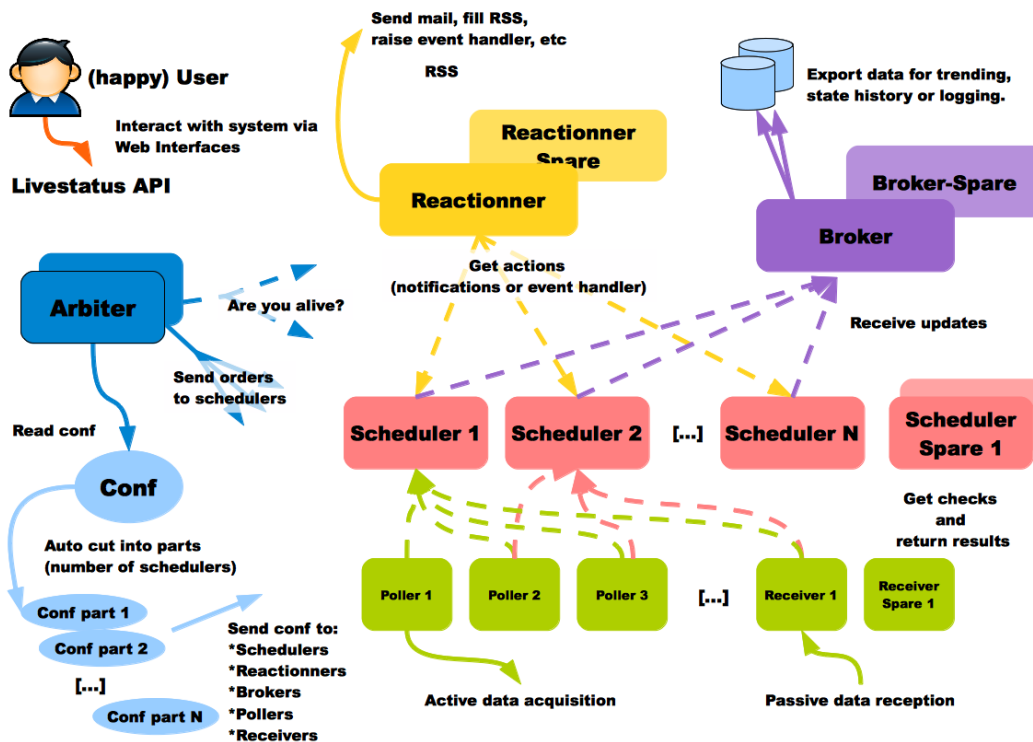 Send mail, fill RSS,
raise event handler, etc
RSS
(happy) User
Interact with system via
Web Interfaces
Livestatus API
Export data for trending,
state history or logging.
Reactionner
Spare
Reactionner
Broker-Spare
Broker
Get actions
(notifications or event handler)
Arbiter
Are you alive?
Receive updates
Send orders
to schedulers
Read conf
Scheduler 1
Scheduler 2
[...]
Scheduler N
Scheduler
Spare 1
Conf
Get checks
and
return results
Auto cut into parts
(number of schedulers)
Poller 1
Poller 2
Poller 3
[...]
Receiver 1
Receiver
Spare 1
Conf part 1
Conf part 2
[...]
Conf part N
Send conf to:
*Schedulers
*Reactionners
*Brokers
*Pollers
*Receivers
Active data acquisition
Passive data reception